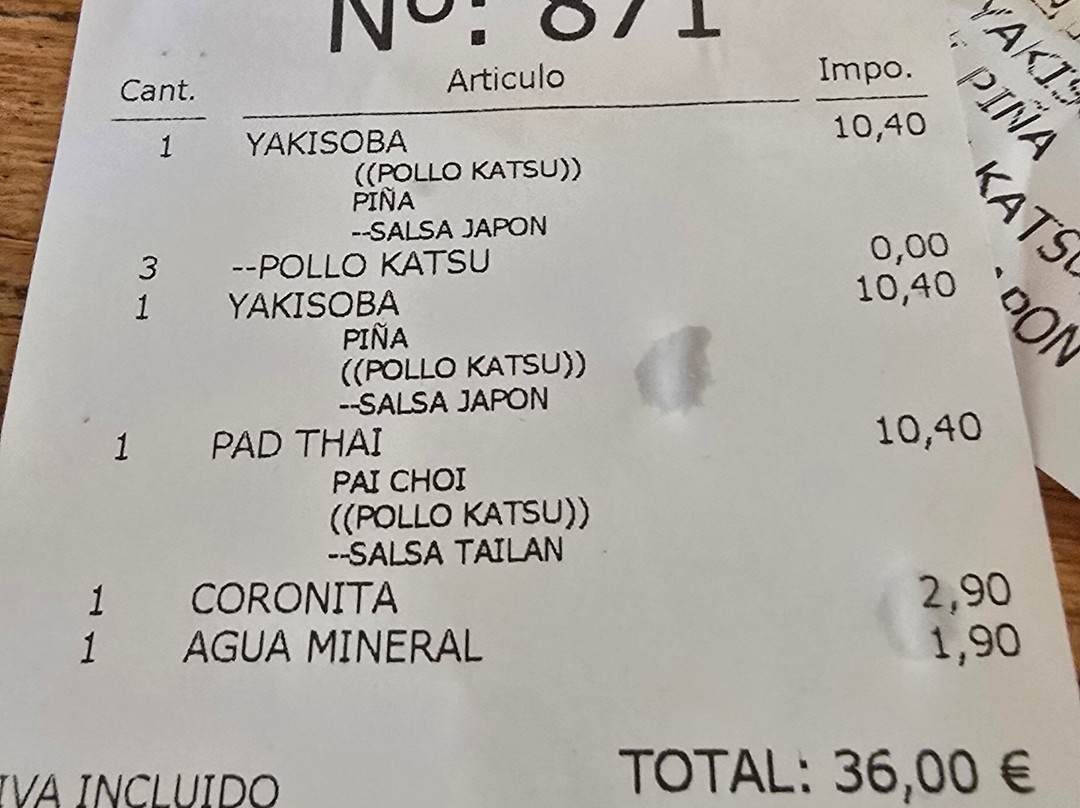 Nº: 871
Cant. Articulo Impo.
1 YAKISOBA 10,40
((POLLO KATSU))
PIÑA
--SALSA JAPON
3 --POLLO KATSU 0,00
1 YAKISOBA 10,40
PIÑA
((POLLO KATSU))
--SALSA JAPON
1 PAD THAI 10,40
PAI CHOI
((POLLO KATSU))
--SALSA TAILAN
1 CORONITA 2,90
1 AGUA MINERAL 1,90
IVA INCLUIDO TOTAL: 36,00 €
PIÑA